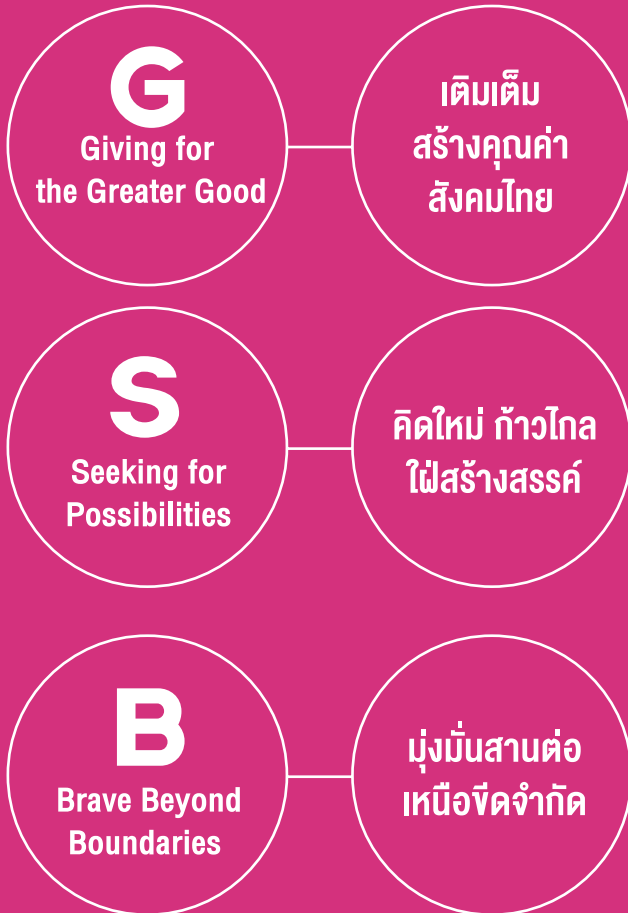 G
Giving for
the Greater Good
เติมเต็ม
สร้างคุณค่า
สังคมไทย
S
Seeking for
Possibilities
คิดใหม่ ก้าวไกล
ใฝ่สร้างสรรค์
B
Brave Beyond
Boundaries
มุ่งมั่นสานต่อ
เหนือขีดจำกัด